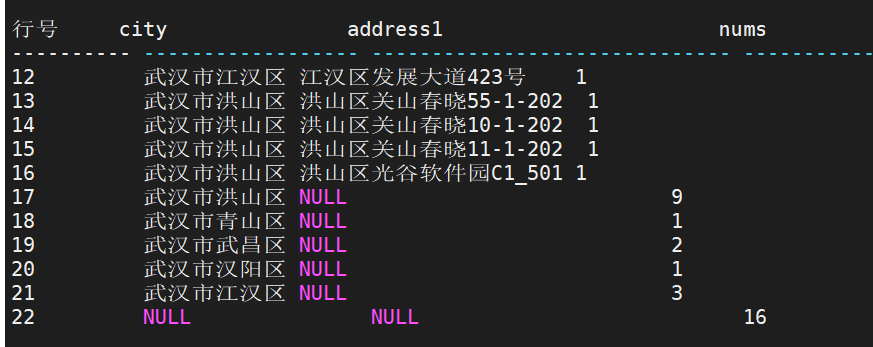 行号 city address1 nums
--------- ------------------ ------------------------------ -----------
12 武汉市江汉区 江汉区发展大道423号 1
13 武汉市洪山区 洪山区关山春晓55-1-202 1
14 武汉市洪山区 洪山区关山春晓10-1-202 1
15 武汉市洪山区 洪山区关山春晓11-1-202 1
16 武汉市洪山区 洪山区光谷软件园C1_501 1
17 武汉市洪山区 NULL 9
18 武汉市青山区 NULL 1
19 武汉市武昌区 NULL 2
20 武汉市汉阳区 NULL 1
21 武汉市江汉区 NULL 3
22 NULL NULL 16